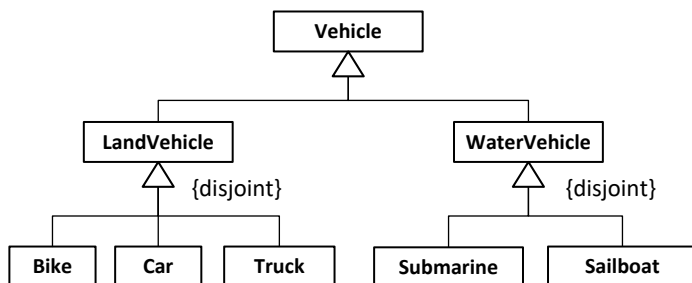 Vehicle
LandVehicle
WaterVehicle
{disjoint}
{disjoint}
Bike
Car
Truck
Submarine
Sailboat